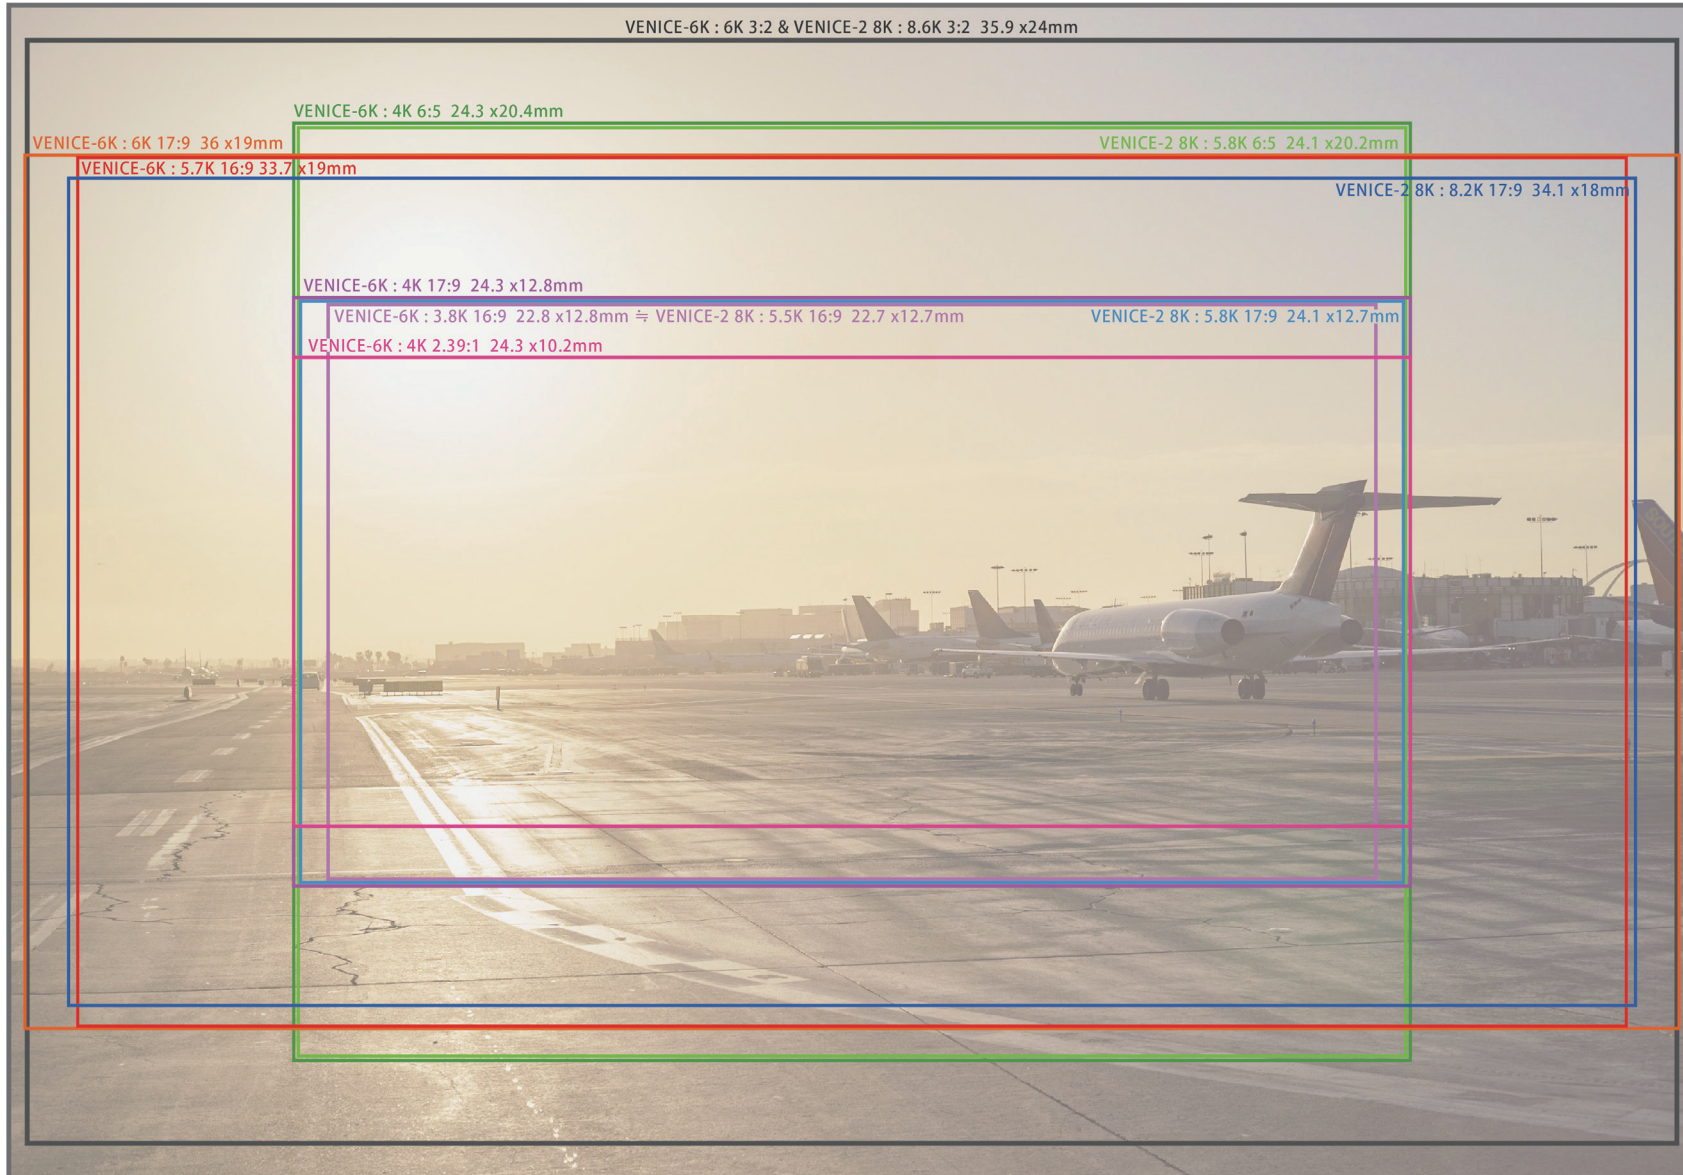 VENICE-6K : 6K 3:2 & VENICE-2 8K : 8.6K 3:2 35.9 x24mm
VENICE-6K : 4K 6:5 24.3 x20.4mm
VENICE-6K : 6K 17:9 36 x19mm
VENICE-2 8K : 5.8K 6:5 24.1 x20.2mm
VENICE-6K : 5.7K 16:9 33.7 x19mm
VENICE-2 8K : 8.2K 17:9 34.1 x18mm
VENICE-6K : 4K 17:9 24.3 x12.8mm
VENICE-6K : 3.8K 16:9 22.8 x12.8mm ≒ VENICE-2 8K : 5.5K 16:9 22.7 x12.7mm
VENICE-2 8K : 5.8K 17:9 24.1 x12.7mm
VENICE-6K : 4K 2.39:1 24.3 x10.2mm